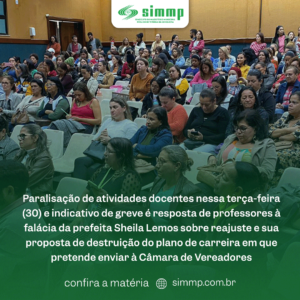 simmp
Paralisação de atividades docentes nessa terça-feira
(30) e indicativo de greve é resposta de professores à
falácia da prefeita Sheila Lemos sobre reajuste e sua
proposta de destruição do plano de carreira em que
pretende enviar à Câmara de Vereadores
confira a matéria simmp.com.br